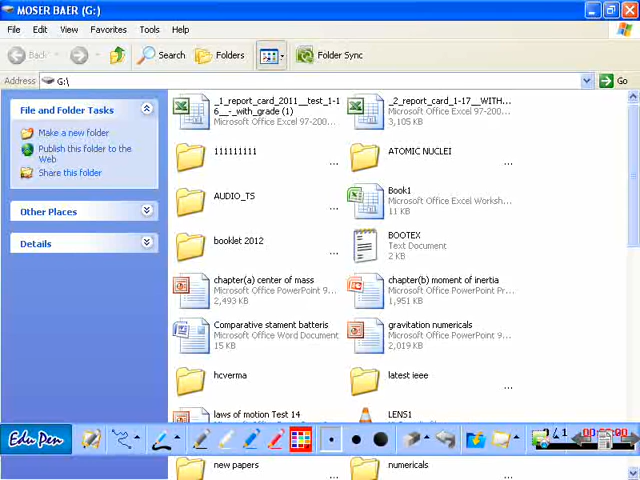 MOSER BAER (G:)
File Edit View Favorites Tools Help
Back Search Folders Folder Sync
Address G:\ Go
File and Folder Tasks
Make a new folder
Publish this folder to the
Web
Share this folder
Other Places
Details
_1_report_card_2011__test_1-1
6__-_with_grade (1)
Microsoft Office Excel 97-200...
_2_report_card_1-17__WITH...
Microsoft Office Excel 97-200...
3,105 KB
111111111
...
ATOMIC NUCLEI
...
AUDIO_TS
...
Book1
Microsoft Office Excel Worksh...
11 KB
booklet 2012
...
BOOTEX
Text Document
2 KB
chapter(a) center of mass
Microsoft Office PowerPoint 9...
2,493 KB
chapter(b) moment of inertia
Microsoft Office PowerPoint Pr...
1,951 KB
Comparative stament batteris
Microsoft Office Word Document
15 KB
gravitation numericals
Microsoft Office PowerPoint 9...
2,019 KB
hcverma
latest ieee
...
laws of motion Test 14
LENS1
Edu Pen
new papers
...
numericals
...